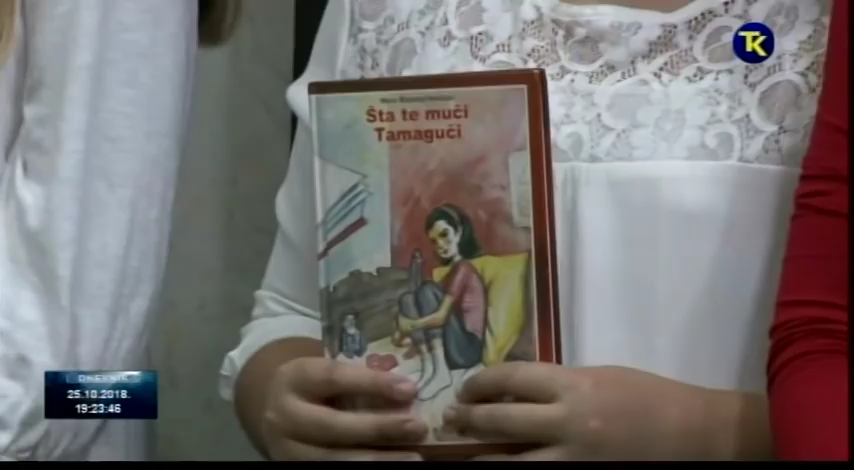 TK
Šta te muči
Tamaguči
DNEVNIK
25.10.2018.
19:23:46